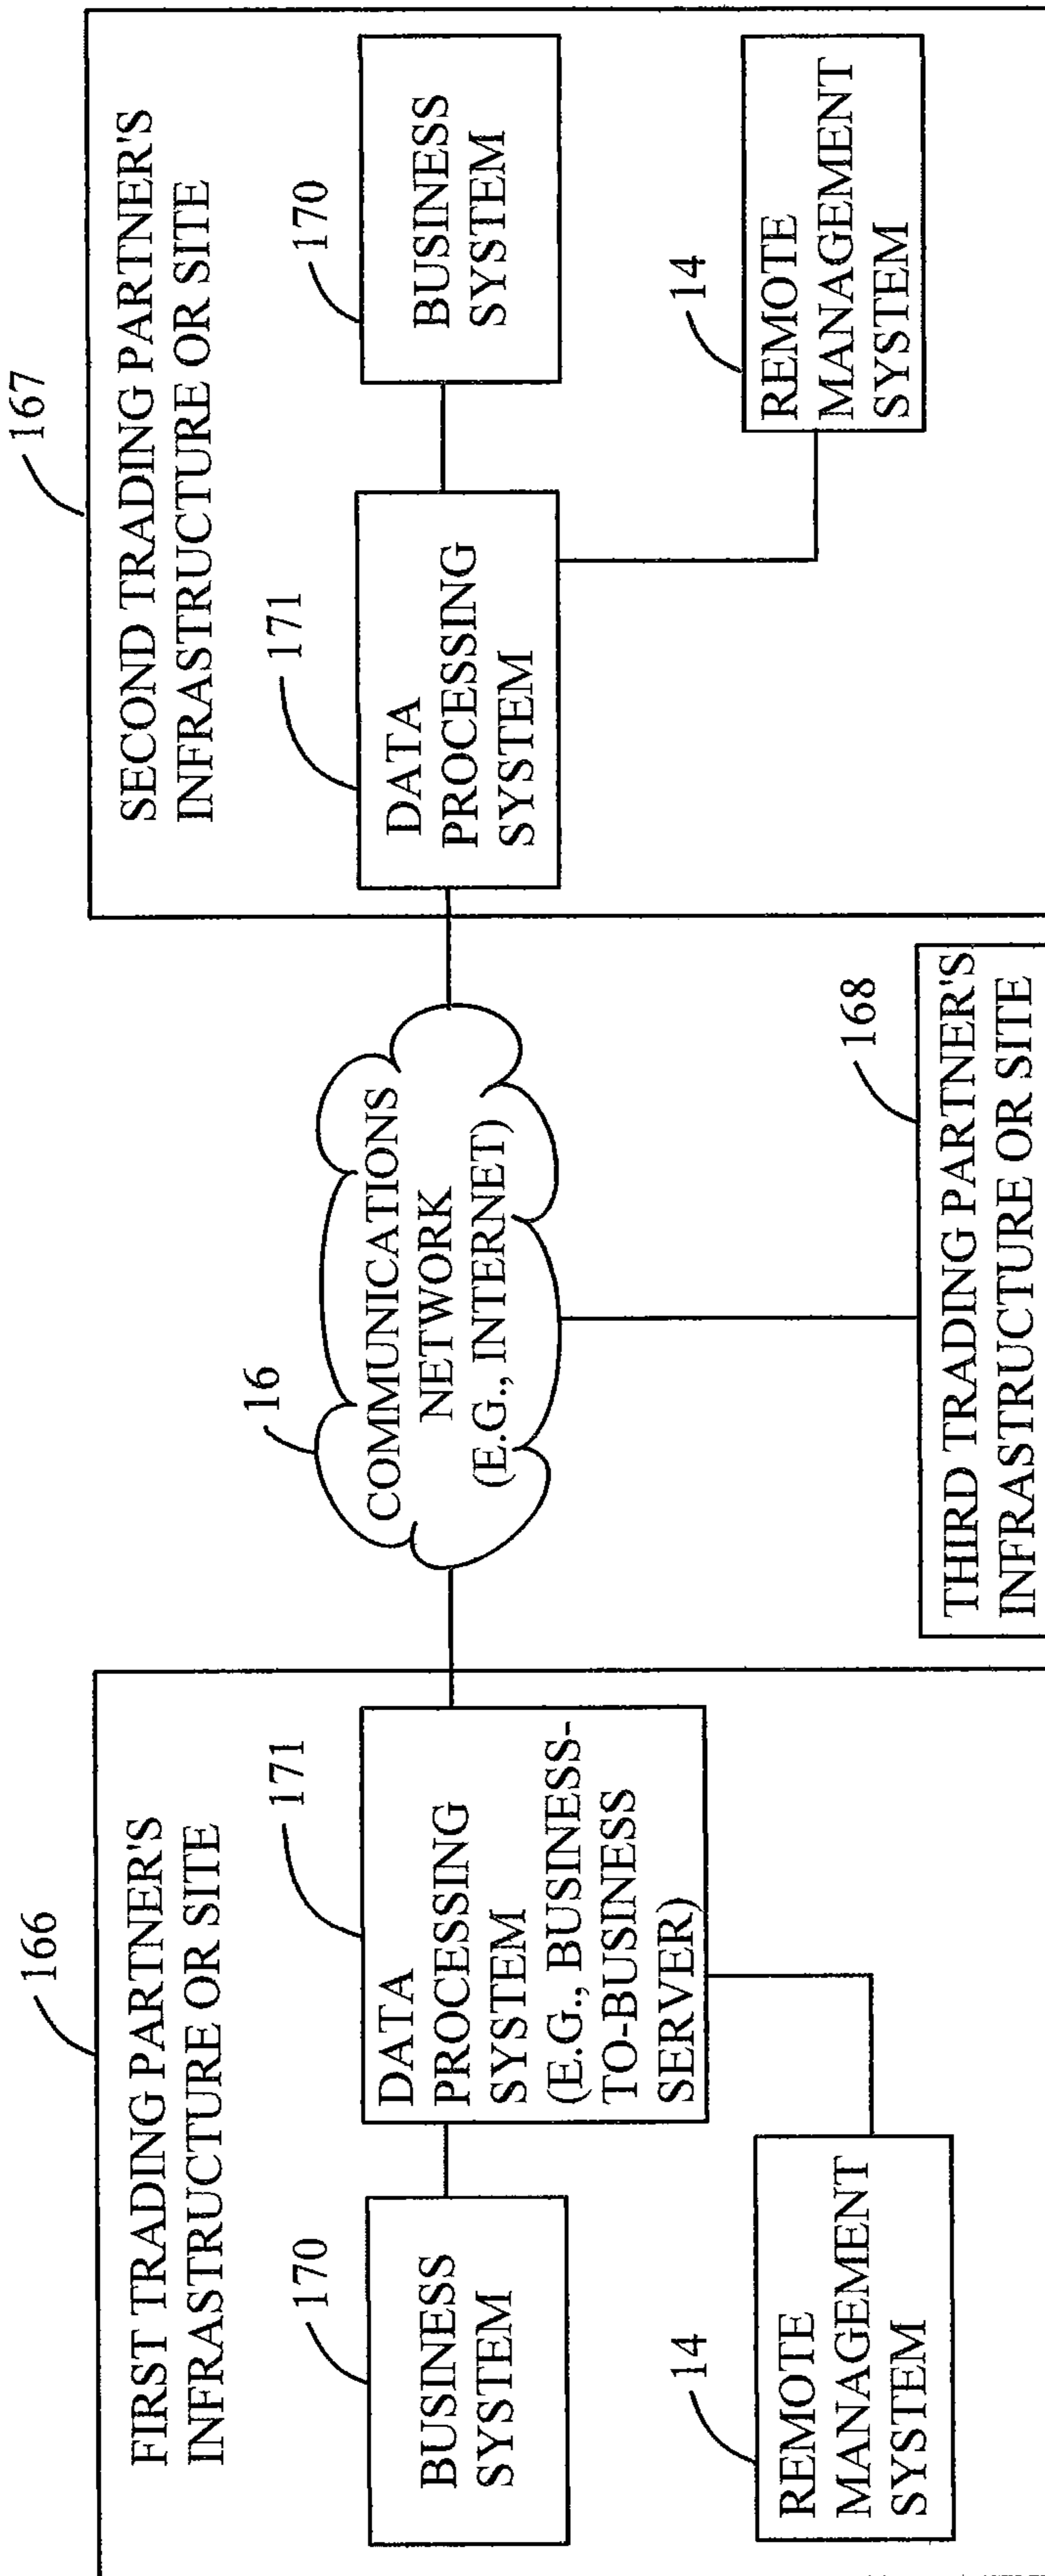 166
FIRST TRADING PARTNER'S
INFRASTRUCTURE OR SITE
170
BUSINESS
SYSTEM
171
DATA
PROCESSING
SYSTEM
(E.G., BUSINESS-
TO-BUSINESS
SERVER)
14
REMOTE
MANAGEMENT
SYSTEM
16
COMMUNICATIONS
NETWORK
(E.G., INTERNET)
168
THIRD TRADING PARTNER'S
INFRASTRUCTURE OR SITE
167
SECOND TRADING PARTNER'S
INFRASTRUCTURE OR SITE
171
DATA
PROCESSING
SYSTEM
170
BUSINESS
SYSTEM
14
REMOTE
MANAGEMENT
SYSTEM